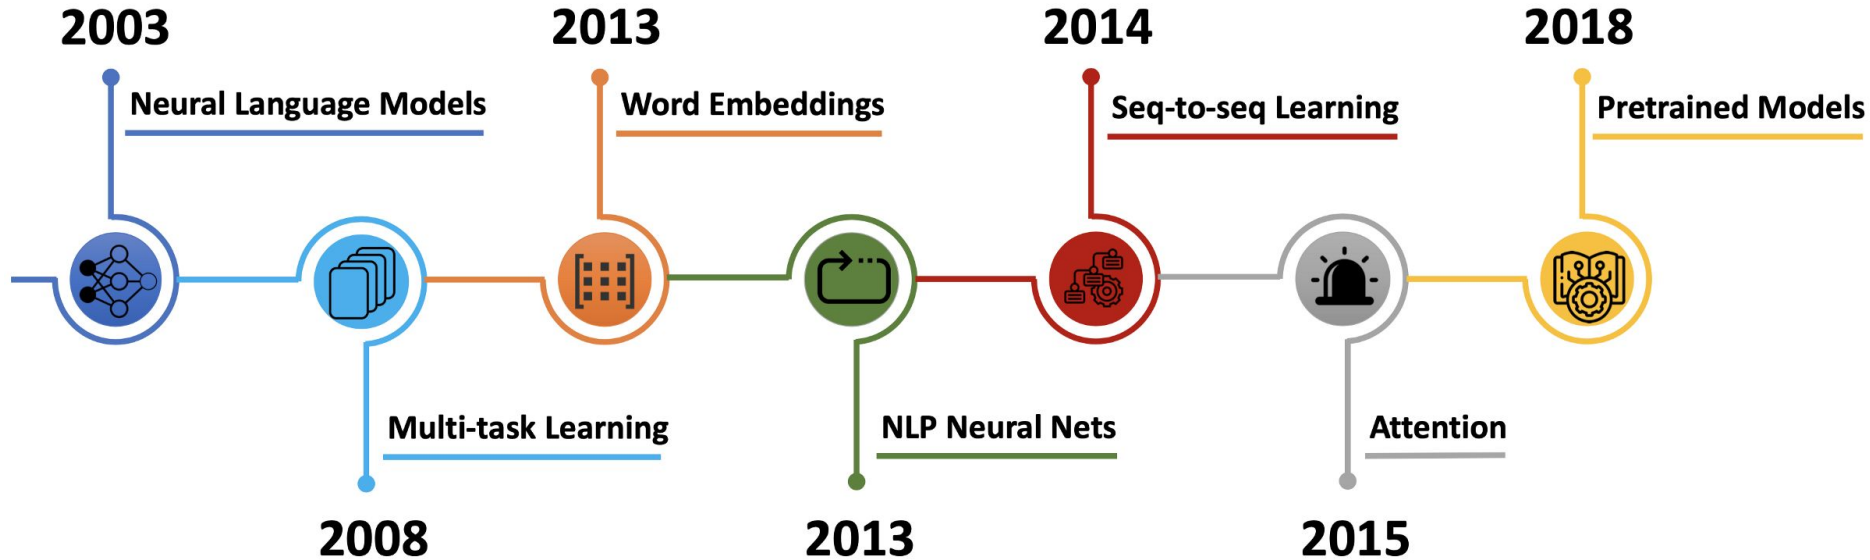 2003
Neural Language Models
2008
Multi-task Learning
2013
Word Embeddings
2013
NLP Neural Nets
2014
Seq-to-seq Learning
2015
Attention
2018
Pretrained Models